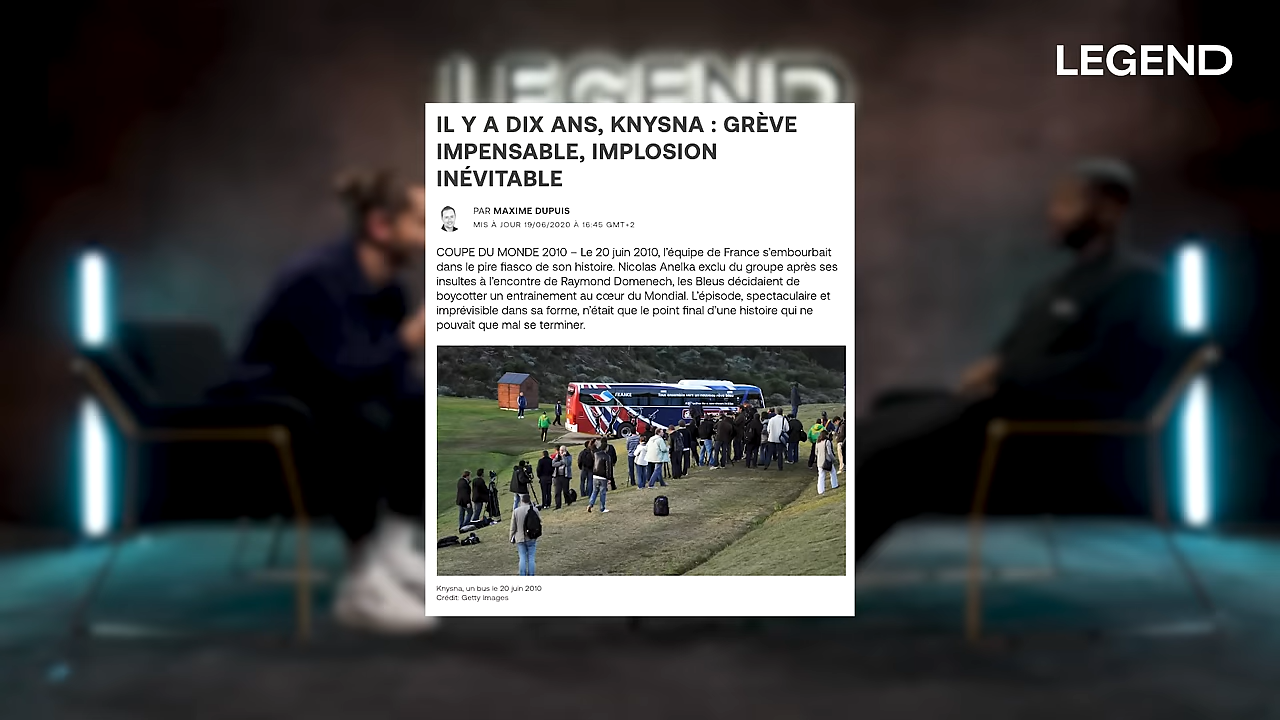 LEGEND
LEGEND
IL Y A DIX ANS, KNYSNA : GRÈVE
IMPENSABLE, IMPLOSION
INÉVITABLE
PAR MAXIME DUPUIS
MIS À JOUR 19/06/2020 À 16:45 GMT+2
COUPE DU MONDE 2010 – Le 20 juin 2010, l'équipe de France s'embourbait
dans le pire fiasco de son histoire. Nicolas Anelka exclu du groupe après ses
insultes à l'encontre de Raymond Domenech, les Bleus décidaient de
boycotter un entraînement au cœur du Mondial. L'épisode, spectaculaire et
imprévisible dans sa forme, n'était que le point final d'une histoire qui ne
pouvait que mal se terminer.
FRANCE
Knysna, un bus le 20 juin 2010
Crédit: Getty Images